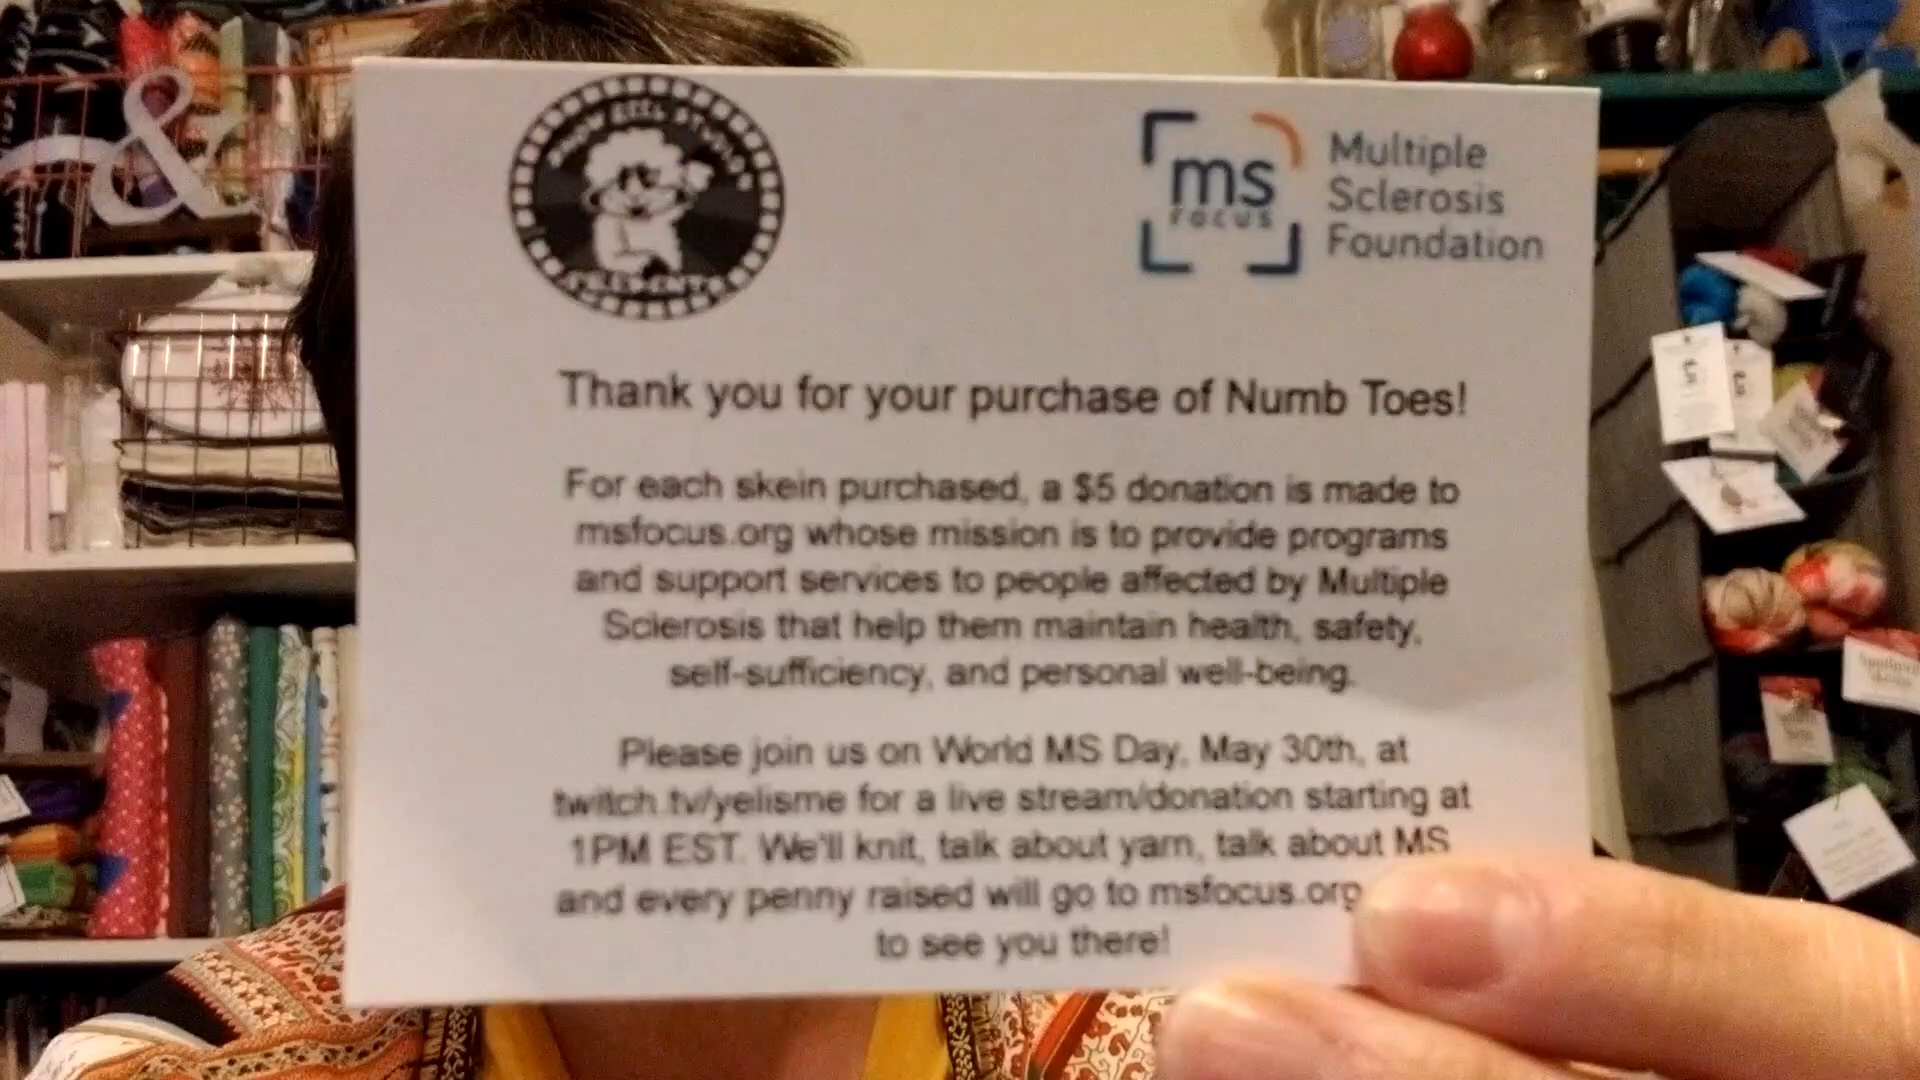 &
ms
FOCUS
Multiple
Sclerosis
Foundation
Thank you for your purchase of Numb Toes!
For each skein purchased, a $5 donation is made to
msfocus.org whose mission is to provide programs
and support services to people affected by Multiple
Sclerosis that help them maintain health, safety,
self-sufficiency, and personal well-being.
Please join us on World MS Day, May 30th, at
twitch.tv/yelisme for a live stream/donation starting at
1PM EST. We'll knit, talk about yarn, talk about MS
and every penny raised will go to msfocus.org
to see you there!